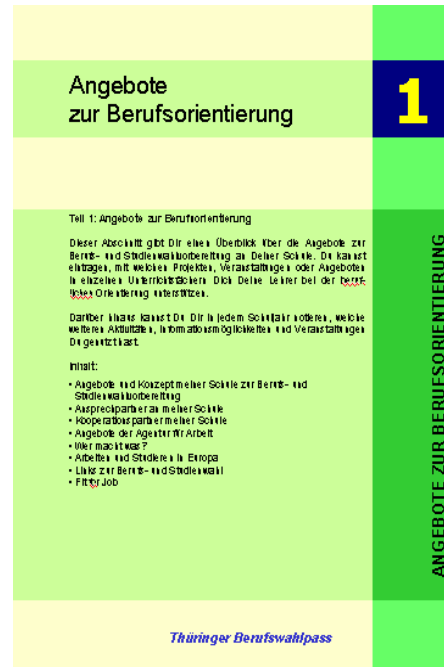 Angebote
zur Berufsorientierung
1
Teil 1: Angebote zur Berufsorientierung
Dieser Abschnitt gibt Dir einen Überblick über die Angebote zur
Berufs- und Studienwahlvorbereitung an Deiner Schule. Du kannst
eintragen, mit welchen Projekten, Veranstaltungen oder Angeboten
in einzelnen Unterrichtsfächern Dich Deine Lehrer bei der beruf-
lichen Orientierung unterstützen.
Darüber hinaus kannst Du Dir in jedem Schuljahr notieren, welche
weiteren Aktivitäten, Informationsmöglichkeiten und Veranstaltungen
Du genutzt hast.
Inhalt:
• Angebote und Konzept meiner Schule zur Berufs- und
Studienwahlvorbereitung
• Ansprechpartner an meiner Schule
• Kooperationspartner meiner Schule
• Angebote der Agentur für Arbeit
• Wer macht was?
• Arbeiten und Studieren in Europa
• Links zur Berufs- und Studienwahl
• Fit for Job
ANGEBOTE ZUR BERUFSORIENTIERUNG
Thüringer Berufswahlpass